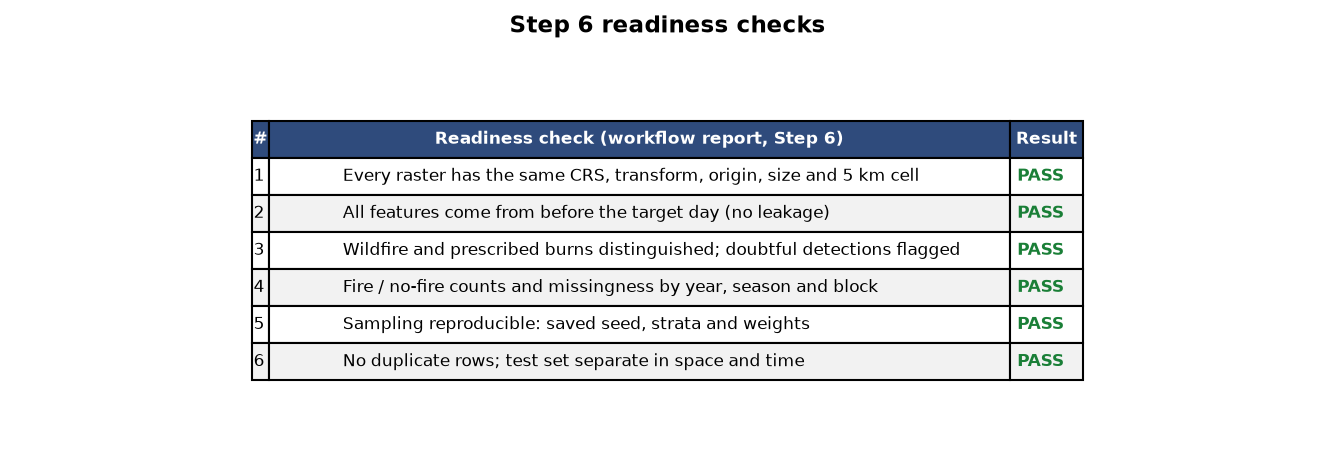 Step 6 readiness checks
# Readiness check (workflow report, Step 6) Result
1 Every raster has the same CRS, transform, origin, size and 5 km cell PASS
2 All features come from before the target day (no leakage) PASS
3 Wildfire and prescribed burns distinguished; doubtful detections flagged PASS
4 Fire / no-fire counts and missingness by year, season and block PASS
5 Sampling reproducible: saved seed, strata and weights PASS
6 No duplicate rows; test set separate in space and time PASS